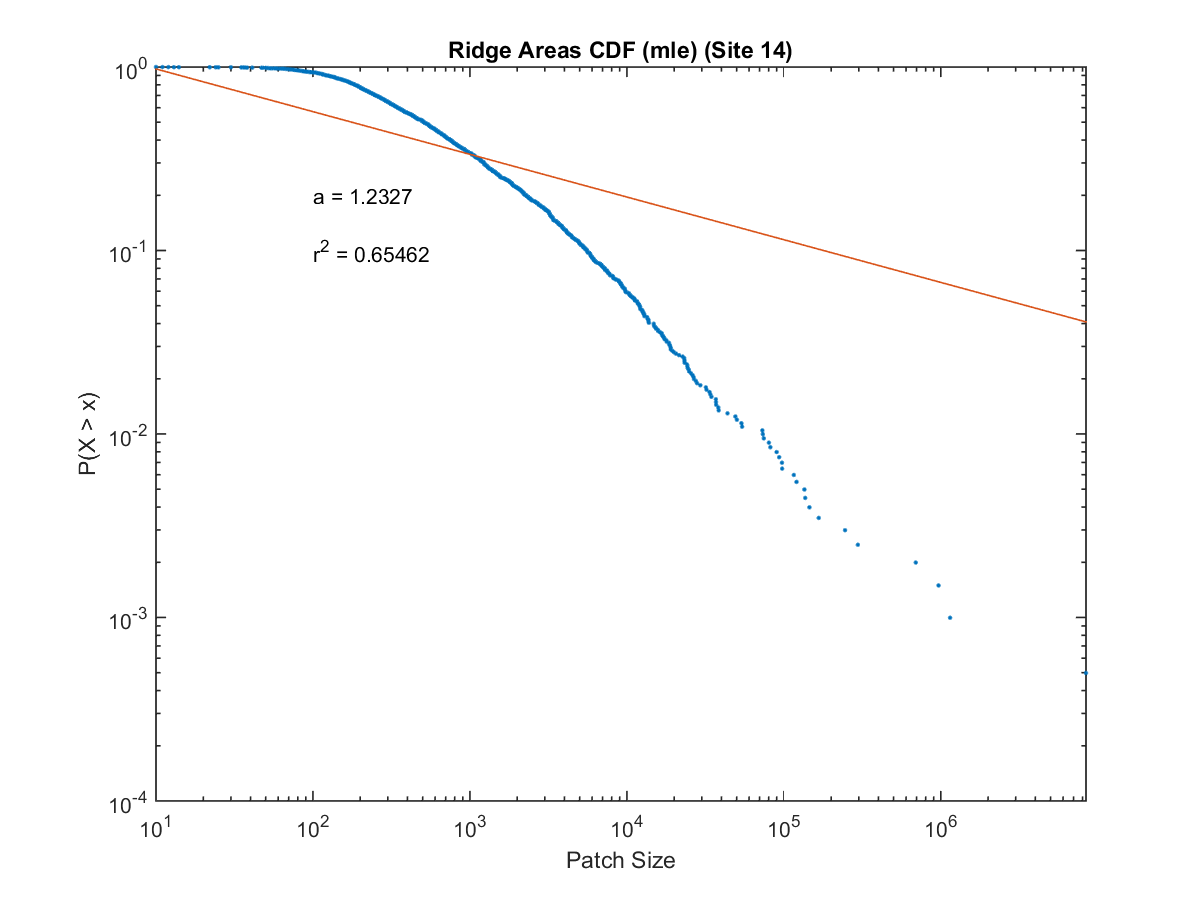 Ridge Areas CDF (mle) (Site 14)
10^0
a = 1.2327
r^2 = 0.65462
10^-1
P(X > x)
10^-2
10^-3
10^-4
10^1 10^2 10^3 10^4 10^5 10^6
Patch Size